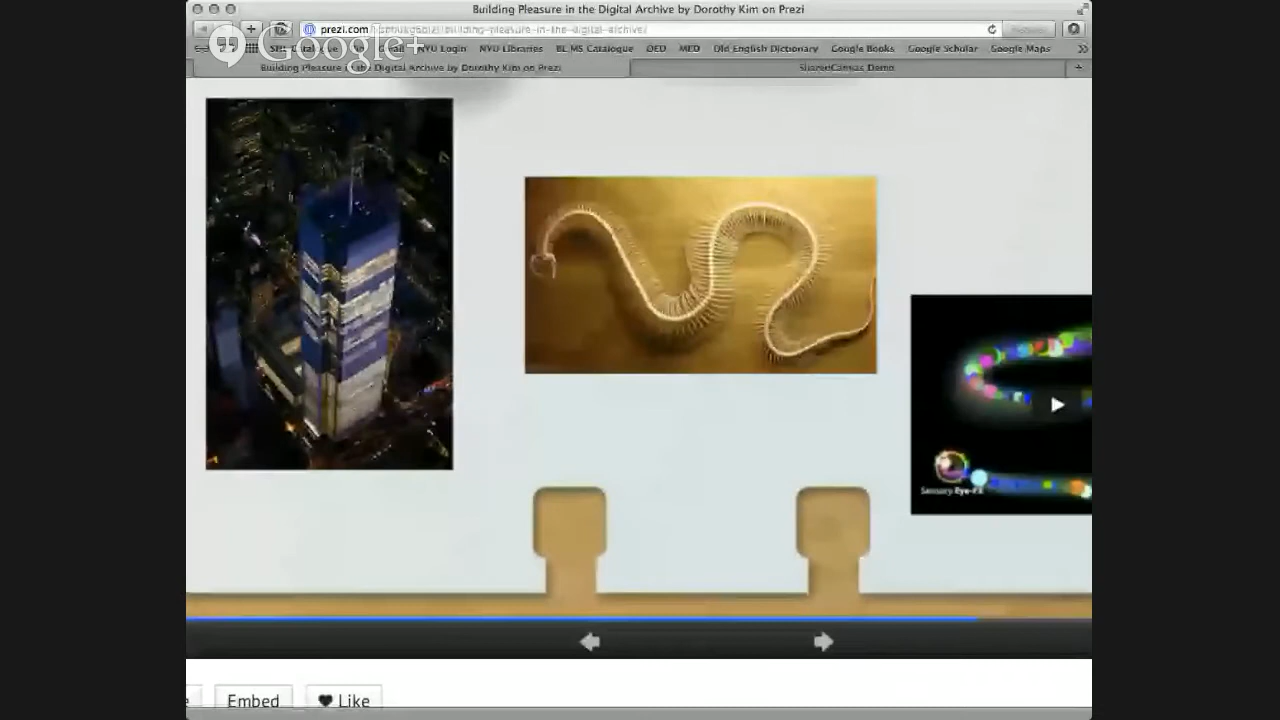 Building Pleasure in the Digital Archive by Dorothy Kim on Prezi
prezi.com
Google+
NYU Login NYU Libraries BL MS Catalogue OED MED Old English Dictionary Google Books Google Scholar Google Maps
Building Pleasure in the Digital Archive by Dorothy Kim on Prezi SharedCanvas Demo
Sensory Eye-FX
Embed Like